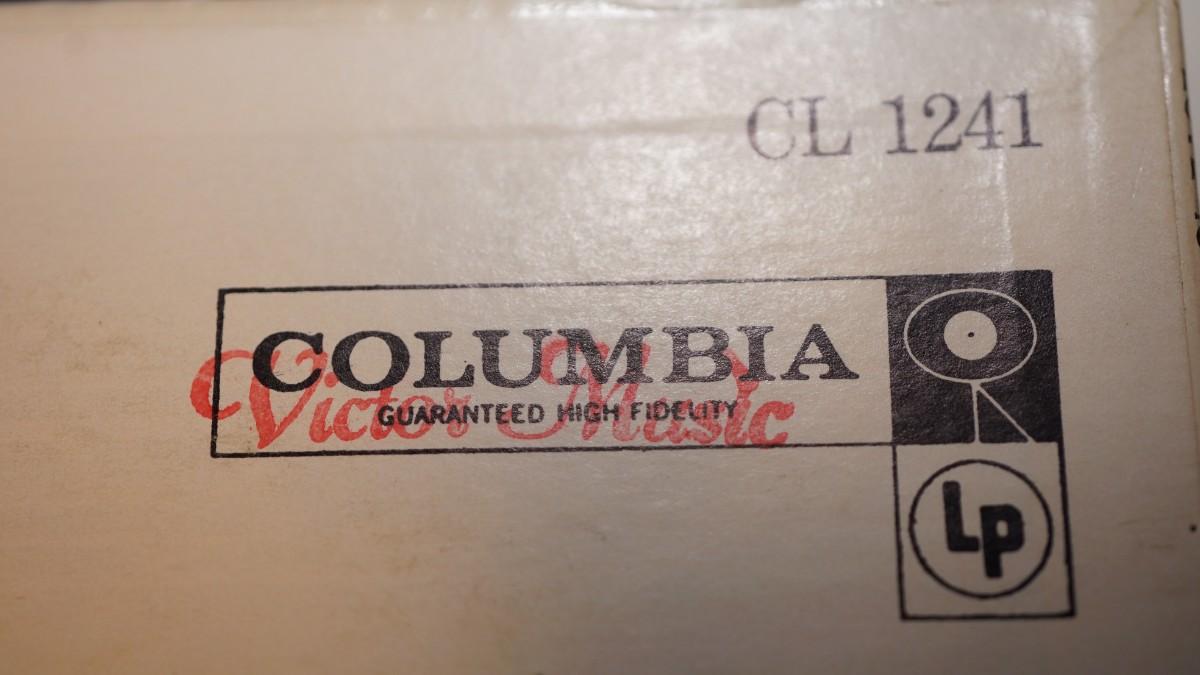 CL 1241
COLUMBIA
Victor Music
GUARANTEED HIGH FIDELITY
LP